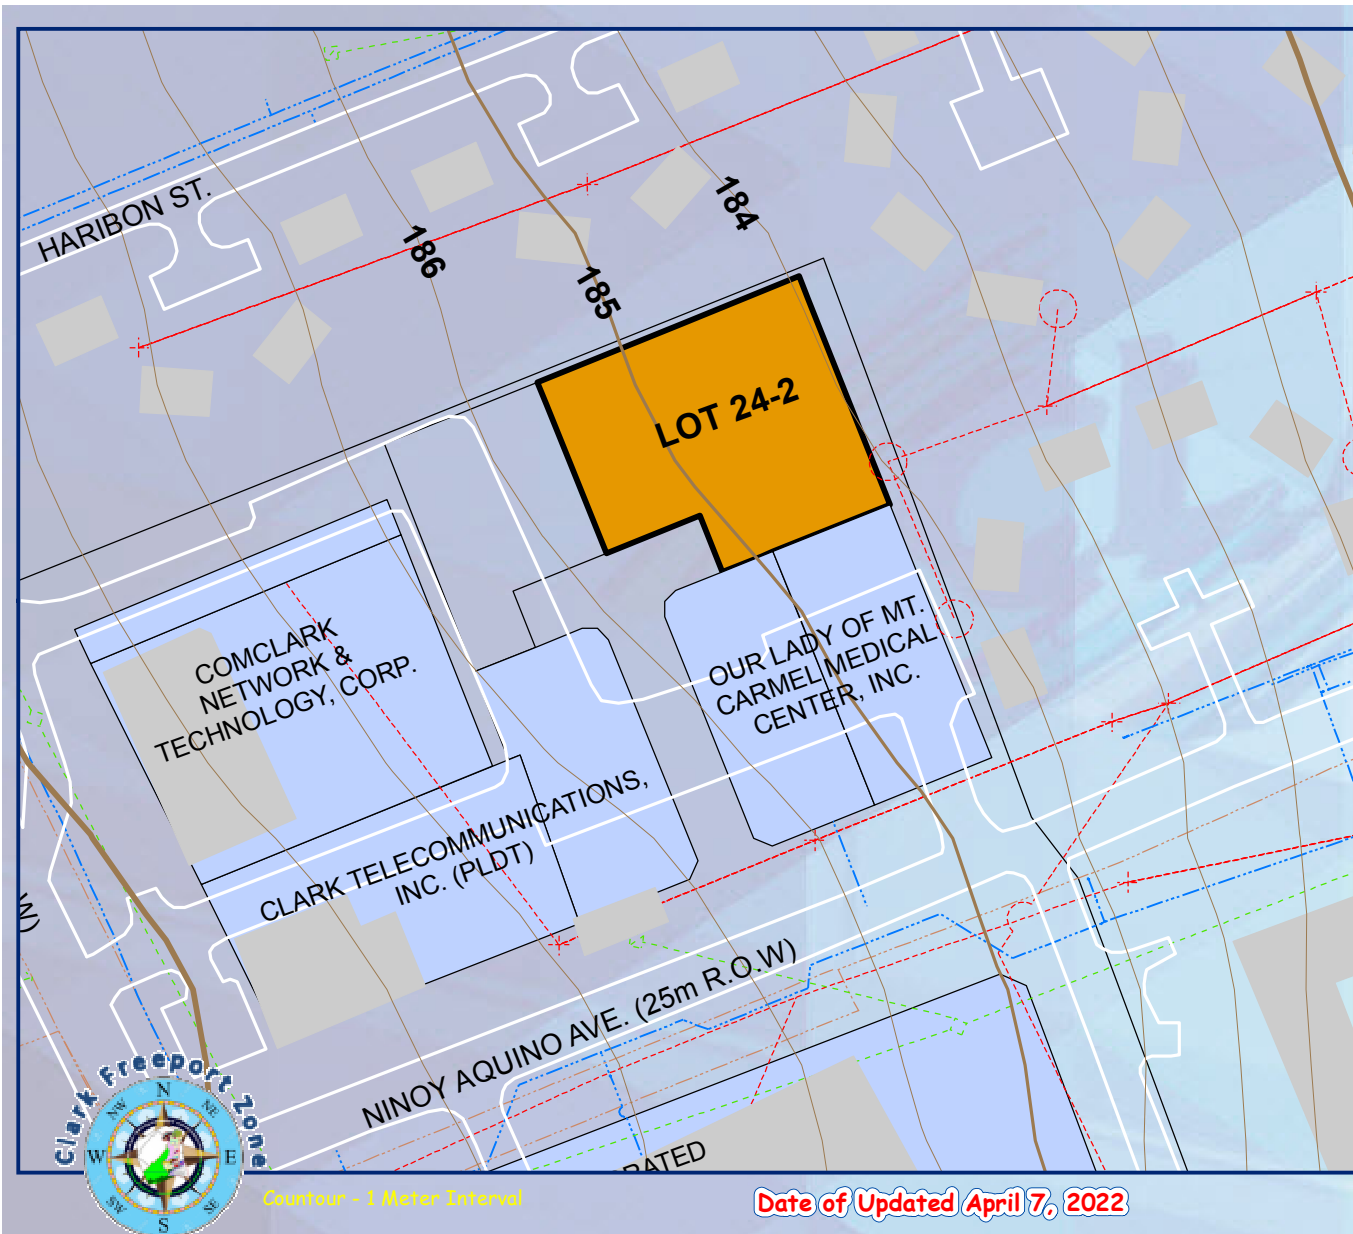 HARIBON ST.
186
185
184
LOT 24-2
COMCLARK
NETWORK &
TECHNOLOGY, CORP.
OUR LADY OF MT.
CARMEL MEDICAL
CENTER, INC.
CLARK TELECOMMUNICATIONS,
INC. (PLDT)
W)
NINOY AQUINO AVE. (25m R.O.W)
RATED
Clark Freeport Zone
N
NW
NE
W
E
SW
SE
S
Countour - 1 Meter Interval
Date of Updated April 7, 2022